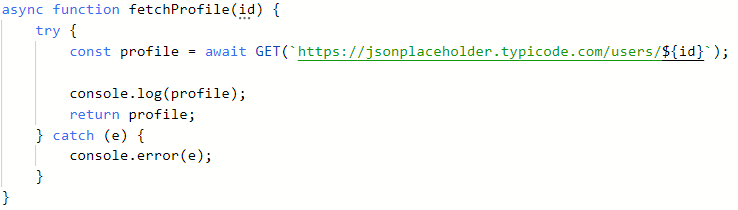 async function fetchProfile(id) {
    try {
        const profile = await GET(`https://jsonplaceholder.typicode.com/users/${id}`);

        console.log(profile);
        return profile;
    } catch (e) {
        console.error(e);
    }
}